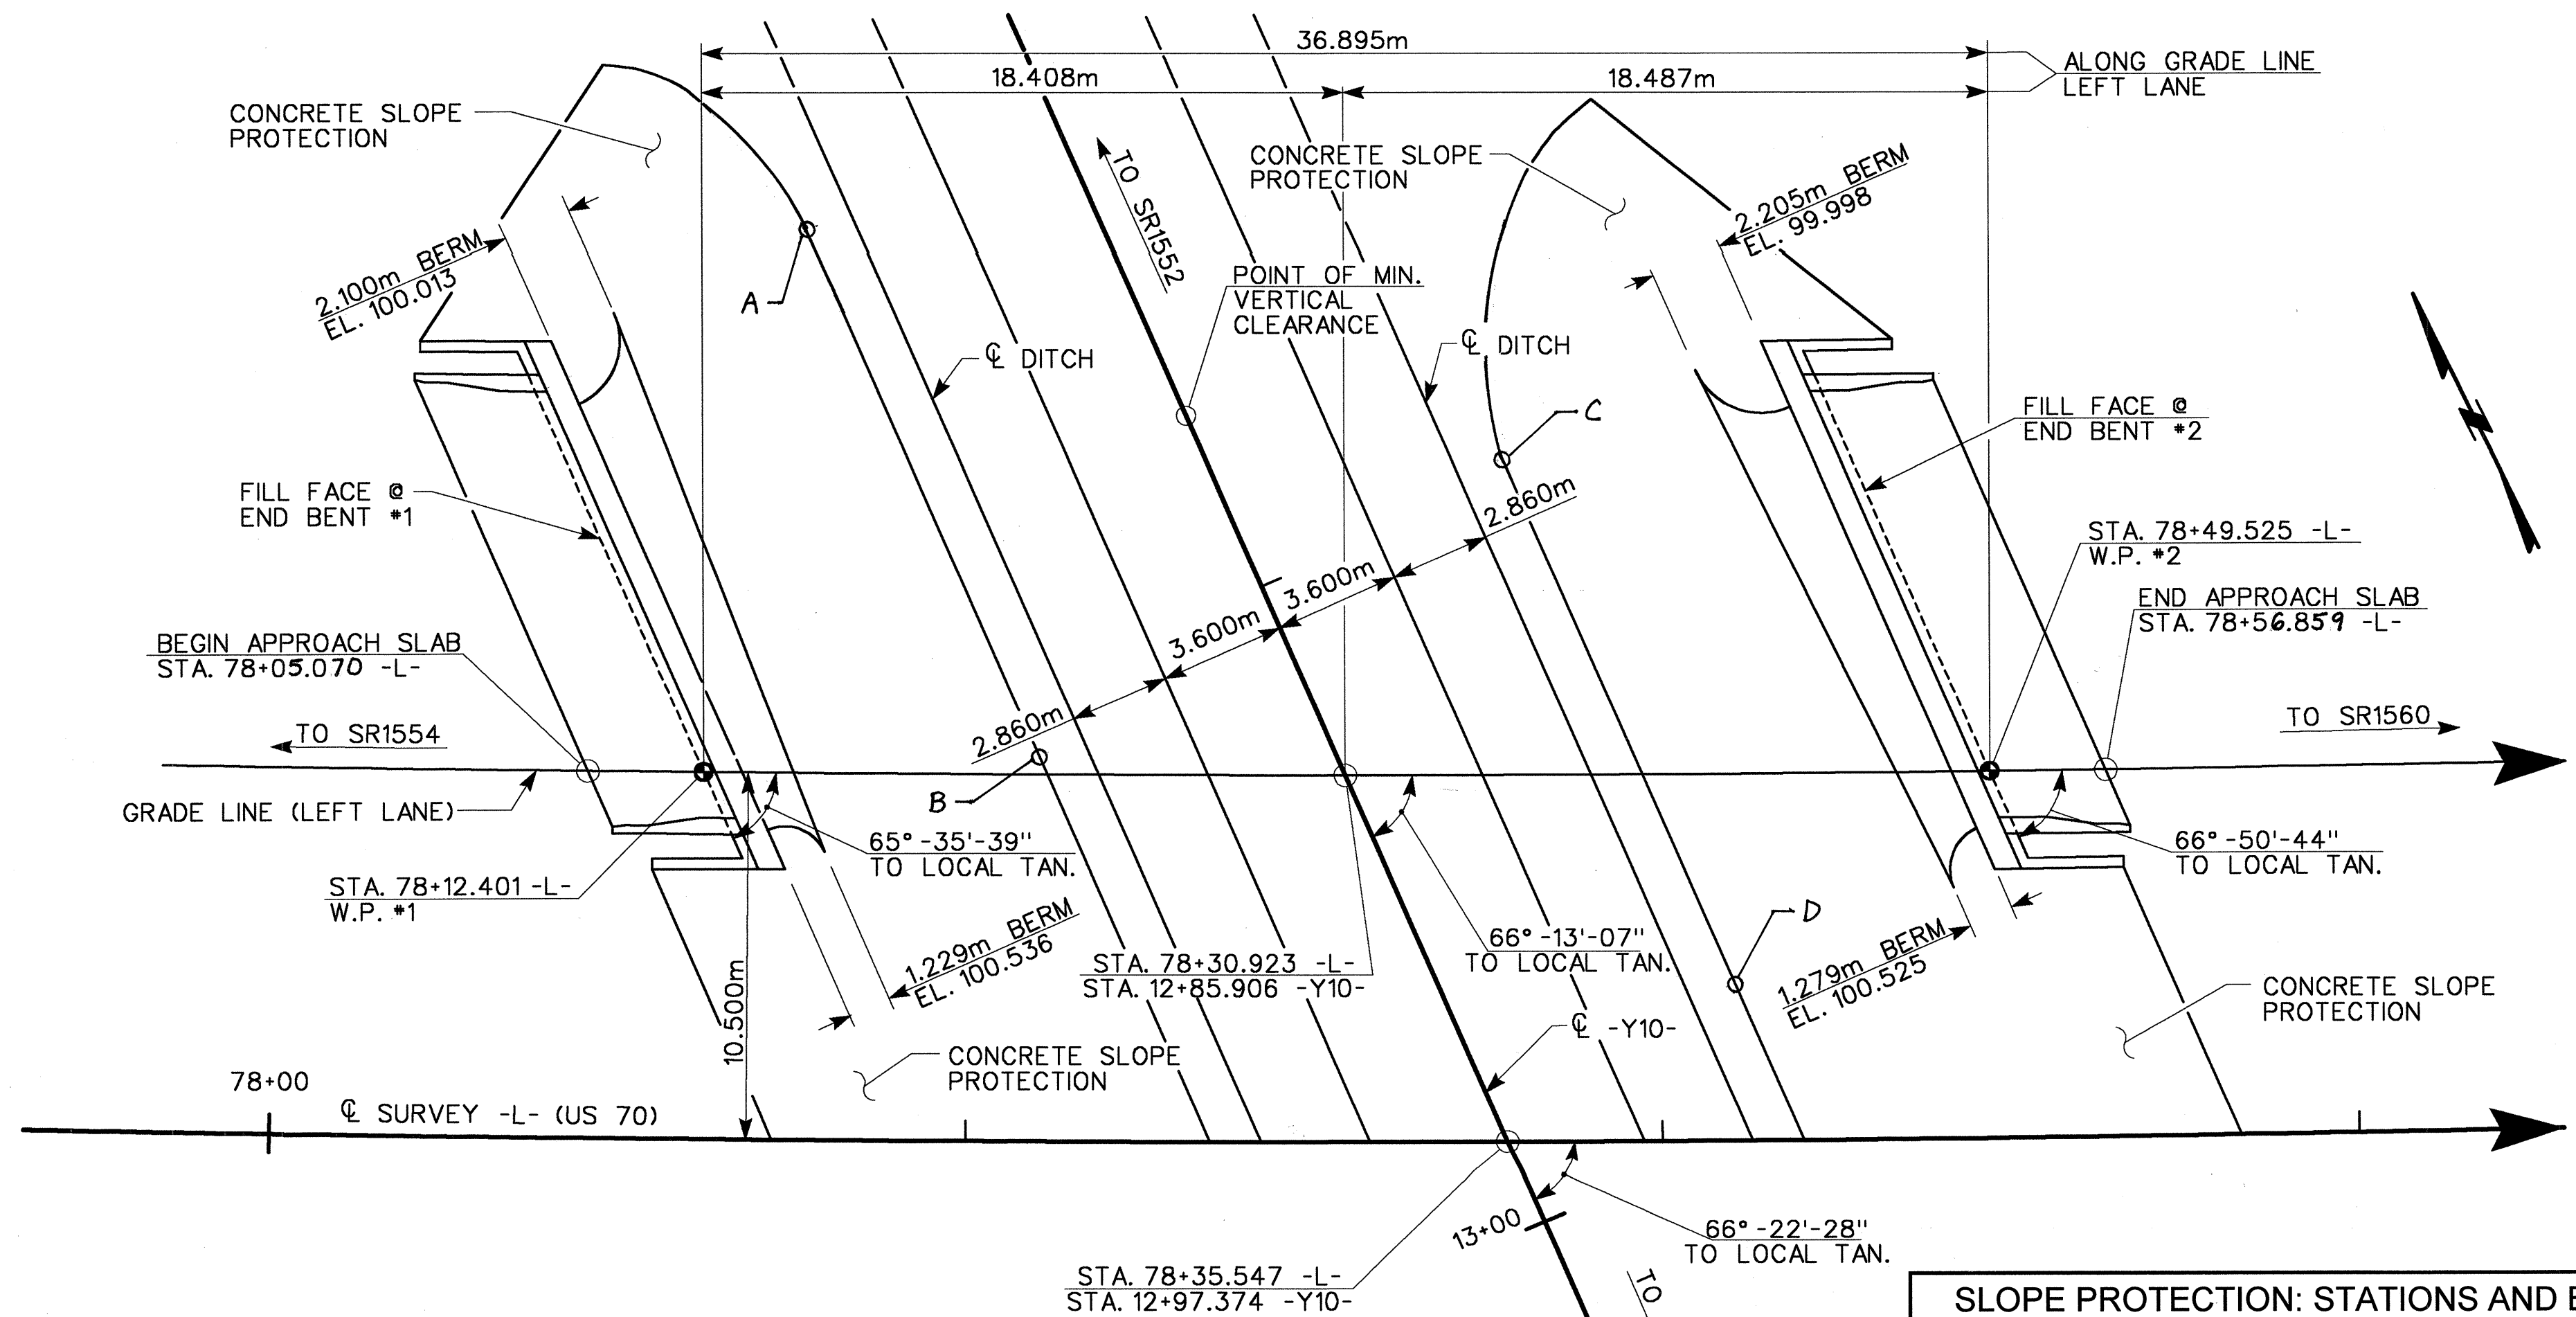 36.895m
ALONG GRADE LINE
LEFT LANE
18.408m
18.487m
CONCRETE SLOPE
PROTECTION
CONCRETE SLOPE
PROTECTION
TO SR1552
2.205m BERM
EL. 99.998
2.100m BERM
EL. 100.013
A
POINT OF MIN.
VERTICAL
CLEARANCE
℄ DITCH
℄ DITCH
C
FILL FACE @
END BENT #2
FILL FACE @
END BENT #1
2.860m
STA. 78+49.525 -L-
W.P. #2
3.600m
END APPROACH SLAB
STA. 78+56.859 -L-
3.600m
BEGIN APPROACH SLAB
STA. 78+05.070 -L-
2.860m
TO SR1554
TO SR1560
B
GRADE LINE (LEFT LANE)
65°-35'-39"
TO LOCAL TAN.
66°-50'-44"
TO LOCAL TAN.
STA. 78+12.401 -L-
W.P. #1
D
66°-13'-07"
TO LOCAL TAN.
1.229m BERM
EL. 100.536
STA. 78+30.923 -L-
STA. 12+85.906 -Y10-
1.279m BERM
EL. 100.525
10.500m
CONCRETE SLOPE
PROTECTION
℄ -Y10-
CONCRETE SLOPE
PROTECTION
78+00
℄ SURVEY -L- (US 70)
13+00
66°-22'-28"
TO LOCAL TAN.
STA. 78+35.547 -L-
STA. 12+97.374 -Y10-
TO
SLOPE PROTECTION: STATIONS AND